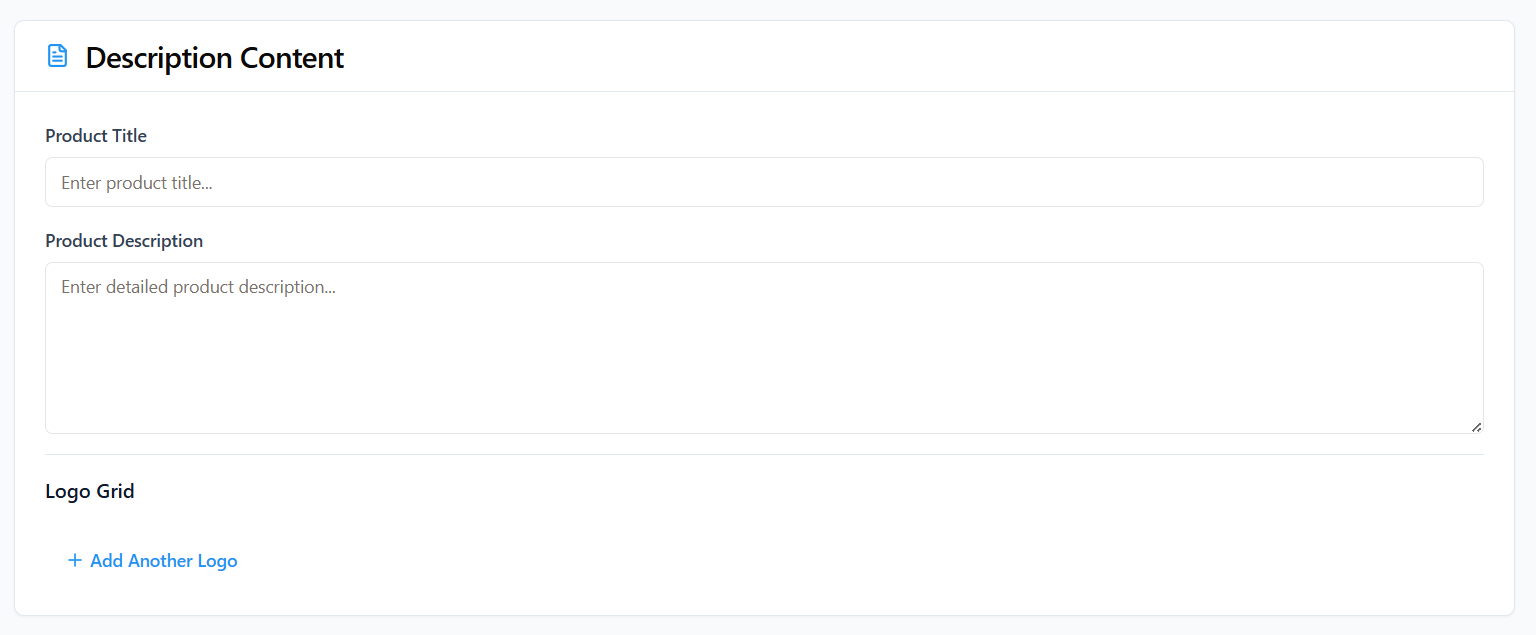 Description Content
Product Title
Enter product title...
Product Description
Enter detailed product description...
Logo Grid
+ Add Another Logo